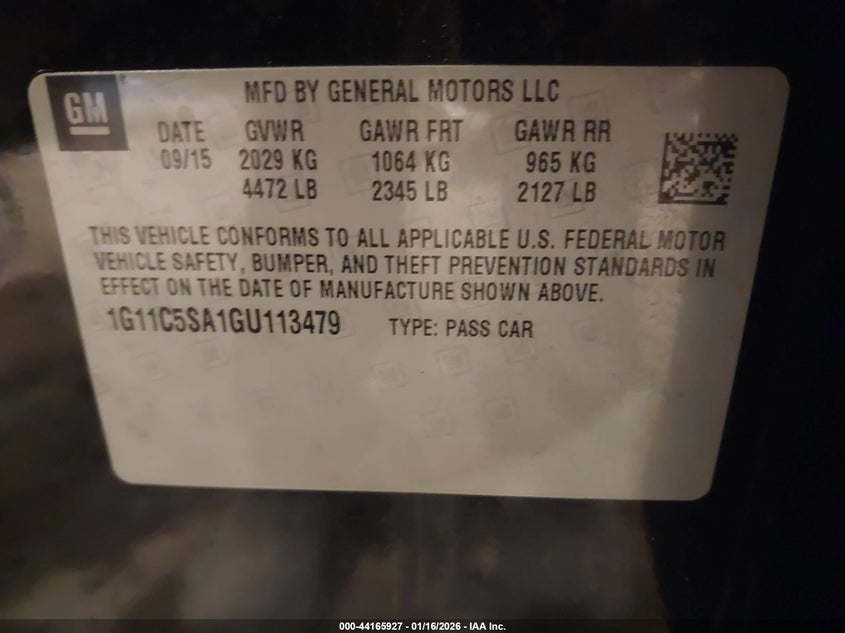 GM
MFD BY GENERAL MOTORS LLC
DATE GVWR GAWR FRT GAWR RR
09/15 2029 KG 1064 KG 965 KG
4472 LB 2345 LB 2127 LB
THIS VEHICLE CONFORMS TO ALL APPLICABLE U.S. FEDERAL MOTOR
VEHICLE SAFETY, BUMPER, AND THEFT PREVENTION STANDARDS IN
EFFECT ON THE DATE OF MANUFACTURE SHOWN ABOVE.
1G11C5SA1GU113479 TYPE: PASS CAR
000-44165927 - 01/16/2026 - IAA Inc.